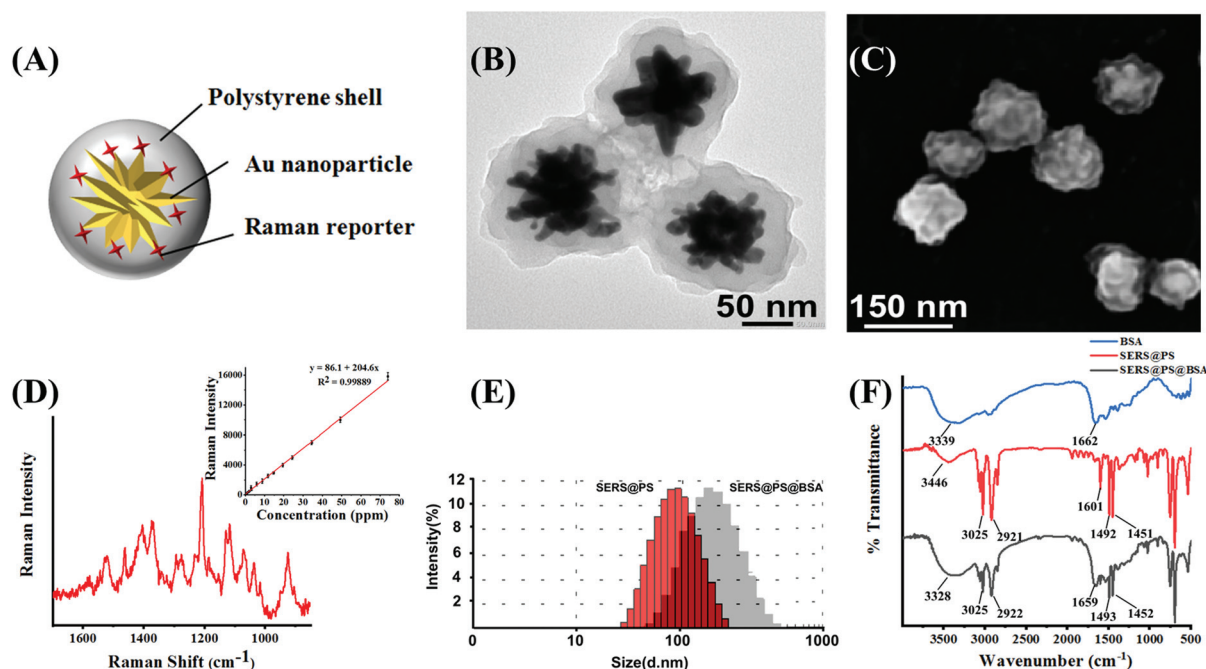 (A)
Polystyrene shell
Au nanoparticle
Raman reporter
(B)
50 nm
(C)
150 nm
(D)
Raman Intensity
1600
1400
1200
1000
Raman Shift (cm-1)
y = 86.1 + 204.6x
R2 = 0.99889
Raman Intensity
16000
12000
8000
4000
0
0 10 20 30 40 50 60 70 80
Concentration (ppm)
(E)
SERS@PS
SERS@PS@BSA
Intensity(%)
12
10
8
6
4
2
0
10
100
1000
Size(d.nm)
(F)
BSA
SERS@PS
SERS@PS@BSA
% Transmittance
3339
1662
3446
3025
2921
1601
1492
1451
3328
3025
2922
1659
1493
1452
4000 3500 3000 2500 2000 1500 1000 500
Wavenumber (cm-1)